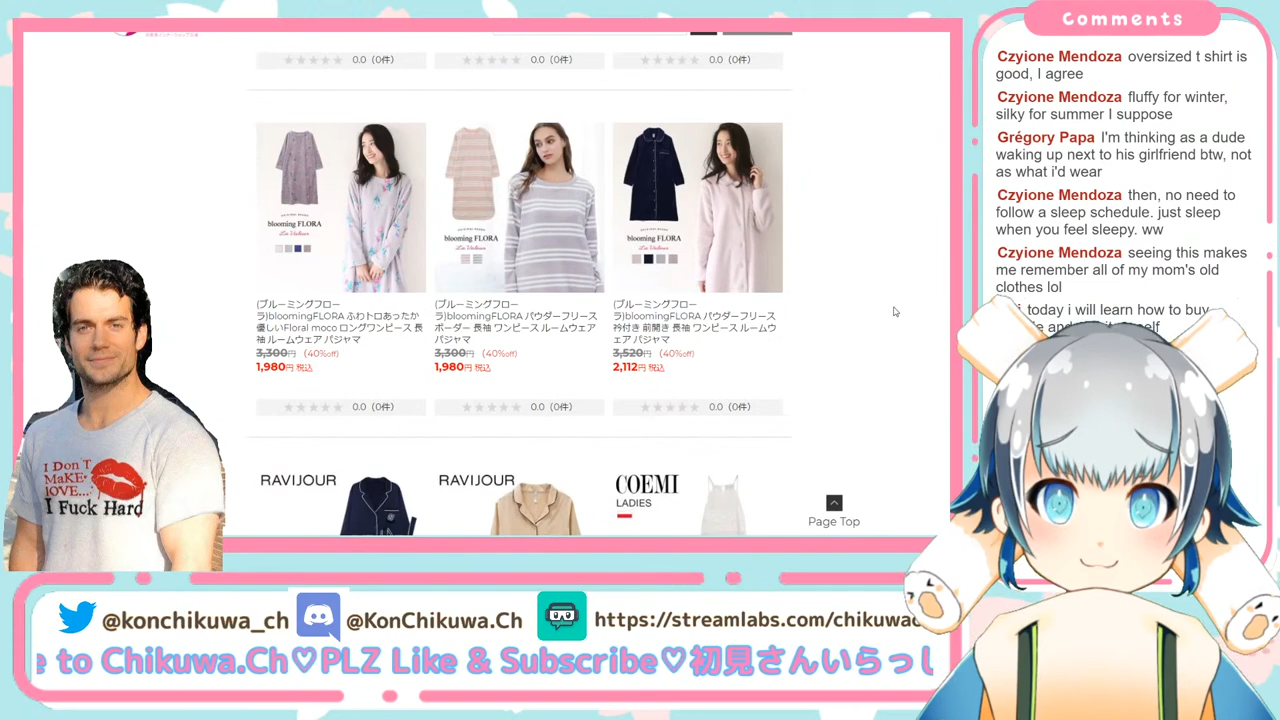 0.0（0件）
0.0（0件）
0.0（0件）
ORIGINAL BRAND
blooming FLORA
ORIGINAL BRAND
blooming FLORA
ORIGINAL BRAND
blooming FLORA
(ブルーミングフロー
ラ)bloomingFLORA ふわトロあったか
優しいFloral moco ロングワンピース 長
袖 ルームウェア パジャマ
3,300円 （40%off）
1,980円 税込
(ブルーミングフロー
ラ)bloomingFLORA パウダーフリース
ボーダー 長袖 ワンピース ルームウェア
パジャマ
3,300円 （40%off）
1,980円 税込
(ブルーミングフロー
ラ)bloomingFLORA パウダーフリース
衿付き 前開き 長袖 ワンピース ルームウ
ェア パジャマ
3,520円 （40%off）
2,112円 税込
0.0（0件）
0.0（0件）
0.0（0件）
RAVIJOUR
RAVIJOUR
COEMI
LADIES
Page Top
I DON'T
MaKE
lOVE...
I Fuck Hard
Comments
Czyione Mendoza oversized t shirt is
good, I agree
Czyione Mendoza fluffy for winter,
silky for summer I suppose
Grégory Papa I'm thinking as a dude
waking up next to his girlfriend btw, not
as what i'd wear
Czyione Mendoza then, no need to
follow a sleep schedule. just sleep
when you feel sleepy. ww
Czyione Mendoza seeing this makes
me remember all of my mom's old
clothes lol
today i will learn how to buy
@konchikuwa_ch
@KonChikuwa.Ch
https://streamlabs.com/chikuwac
e to Chikuwa.Ch♡PLZ Like & Subscribe♡初見さんいらっし